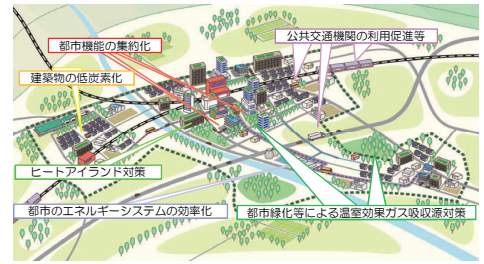 都市機能の集約化
公共交通機関の利用促進等
建築物の低炭素化
ヒートアイランド対策
都市のエネルギーシステムの効率化
都市緑化等による温室効果ガス吸収源対策